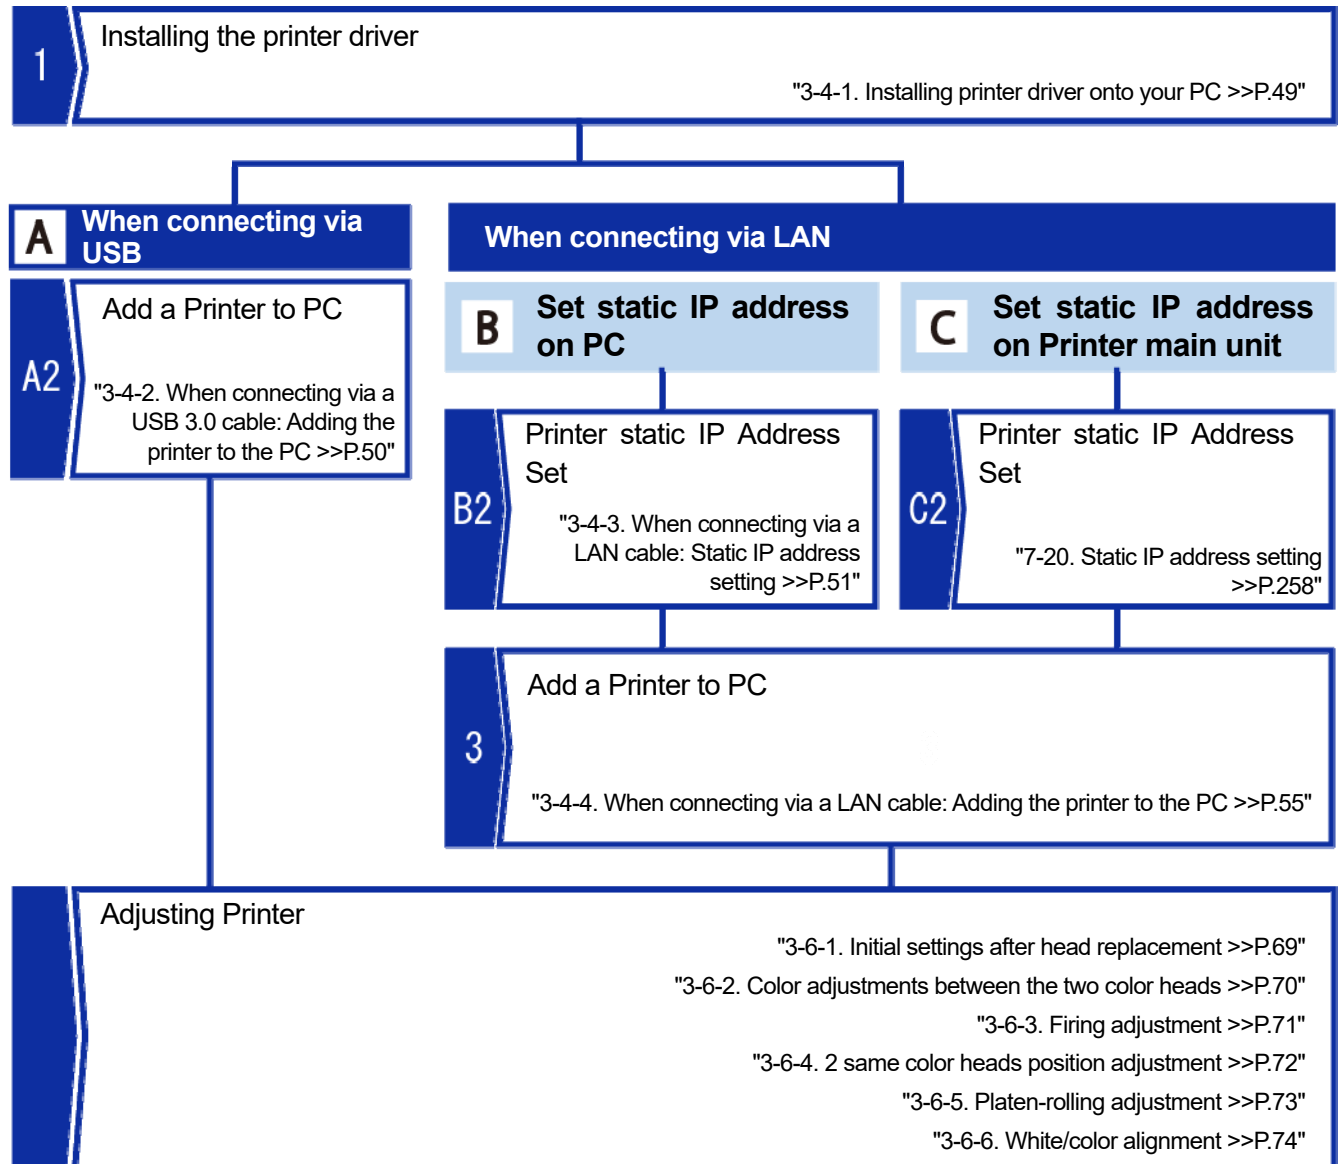 1
Installing the printer driver
"3-4-1. Installing printer driver onto your PC >>P.49"
A
When connecting via
USB
When connecting via LAN
A2
Add a Printer to PC
"3-4-2. When connecting via a
USB 3.0 cable: Adding the
printer to the PC >>P.50"
B
Set static IP address
on PC
C
Set static IP address
on Printer main unit
B2
Printer static IP Address
Set
"3-4-3. When connecting via a
LAN cable: Static IP address
setting >>P.51"
C2
Printer static IP Address
Set
"7-20. Static IP address setting
>>P.258"
3
Add a Printer to PC
"3-4-4. When connecting via a LAN cable: Adding the printer to the PC >>P.55"
Adjusting Printer
"3-6-1. Initial settings after head replacement >>P.69"
"3-6-2. Color adjustments between the two color heads >>P.70"
"3-6-3. Firing adjustment >>P.71"
"3-6-4. 2 same color heads position adjustment >>P.72"
"3-6-5. Platen-rolling adjustment >>P.73"
"3-6-6. White/color alignment >>P.74"